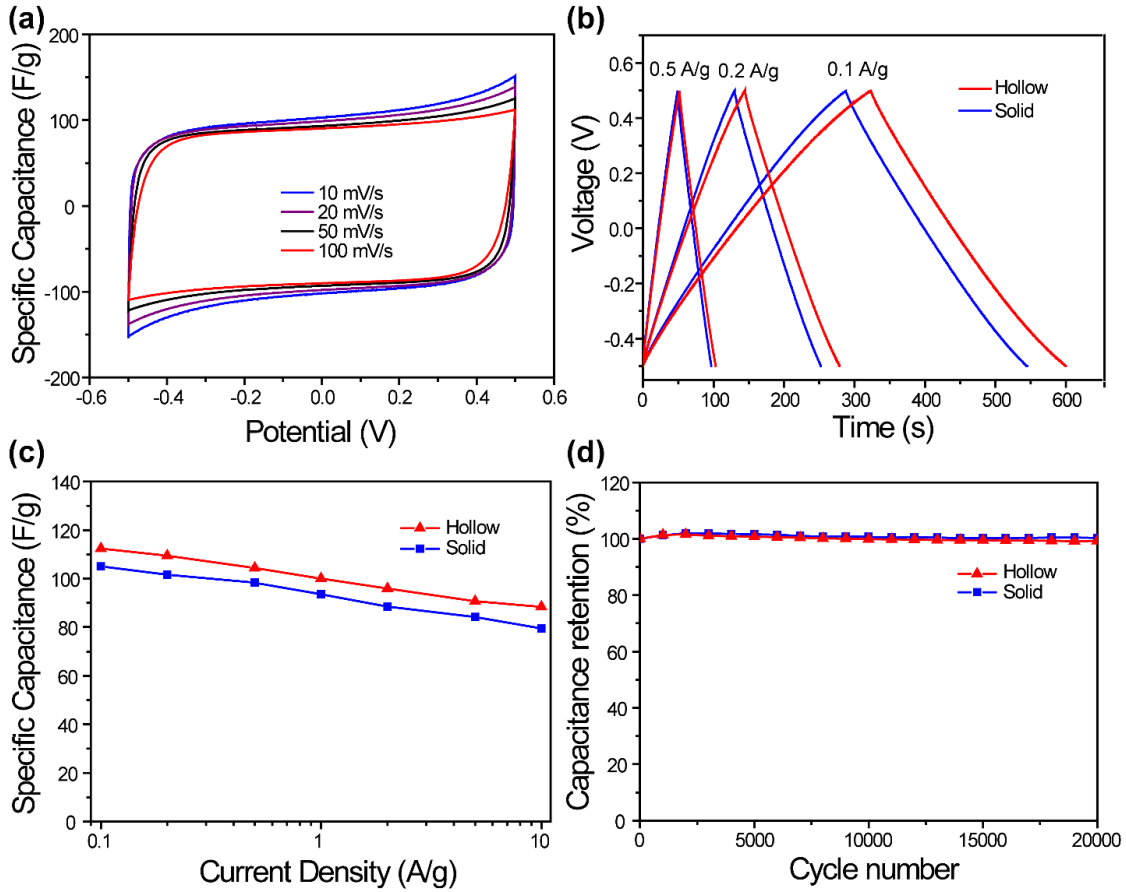 (a)
Specific Capacitance (F/g)
200
150
100
50
0
-50
-100
-150
-200
10 mV/s
20 mV/s
50 mV/s
100 mV/s
-0.6
-0.4
-0.2
0.0
0.2
0.4
0.6
Potential (V)
(b)
Voltage (V)
0.6
0.4
0.2
0.0
-0.2
-0.4
0.5 A/g
0.2 A/g
0.1 A/g
Hollow
Solid
0
100
200
300
400
500
600
Time (s)
(c)
Specific Capacitance (F/g)
140
120
100
80
60
40
20
0
Hollow
Solid
0.1
1
10
Current Density (A/g)
(d)
Capacitance retention (%)
120
100
80
60
40
20
0
Hollow
Solid
0
5000
10000
15000
20000
Cycle number